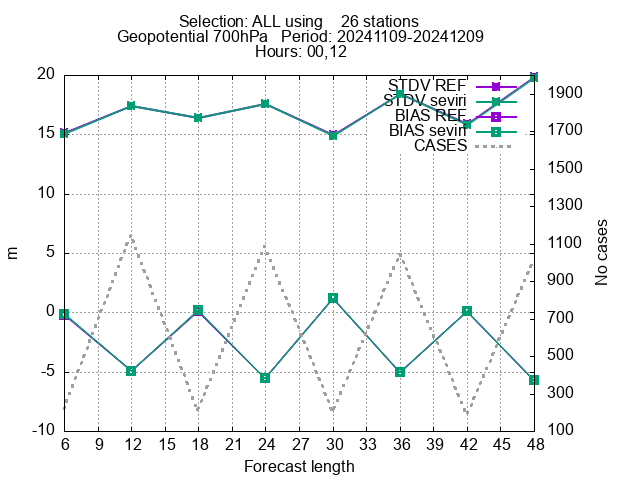 Selection: ALL using    26 stations
Geopotential 700hPa   Period: 20241109-20241209
Hours: 00,12
STDV REF
STDV seviri
BIAS REF
BIAS seviri
CASES
20
15
10
5
0
-5
-10
m
1900
1700
1500
1300
1100
900
700
500
300
100
No cases
6 9 12 15 18 21 24 27 30 33 36 39 42 45 48
Forecast length